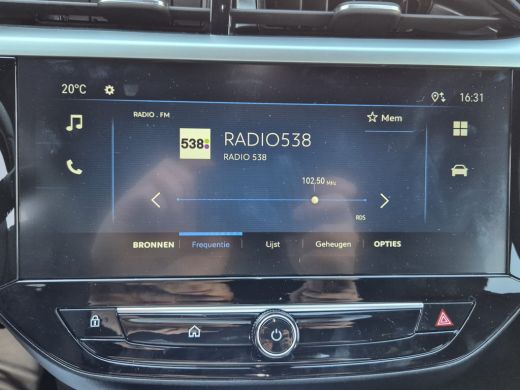 20°C 16:31
RADIO . FM Mem
538 RADIO538
RADIO 538
102.50 MHz
RDS
BRONNEN Frequentie Lijst Geheugen OPTIES